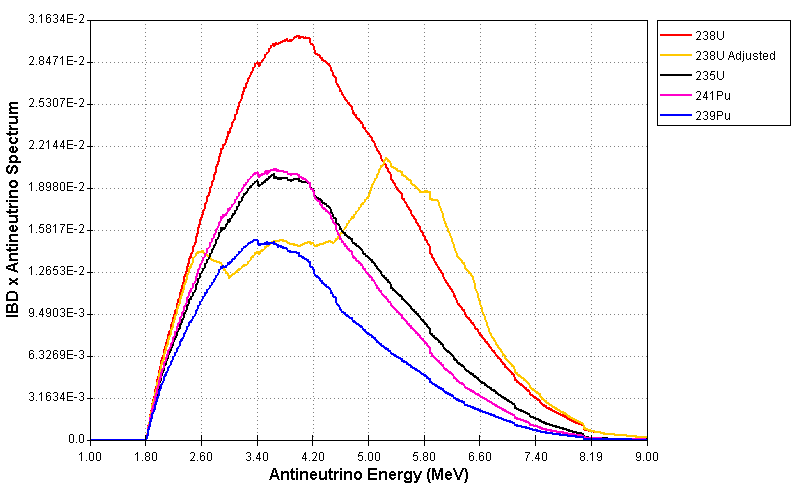 3.1634E-2
2.8471E-2
2.5307E-2
2.2144E-2
1.8980E-2
1.5817E-2
1.2653E-2
9.4903E-3
6.3269E-3
3.1634E-3
0.0
IBD x Antineutrino Spectrum
1.00 1.80 2.60 3.40 4.20 5.00 5.80 6.60 7.40 8.19 9.00
Antineutrino Energy (MeV)
238U
238U Adjusted
235U
241Pu
239Pu